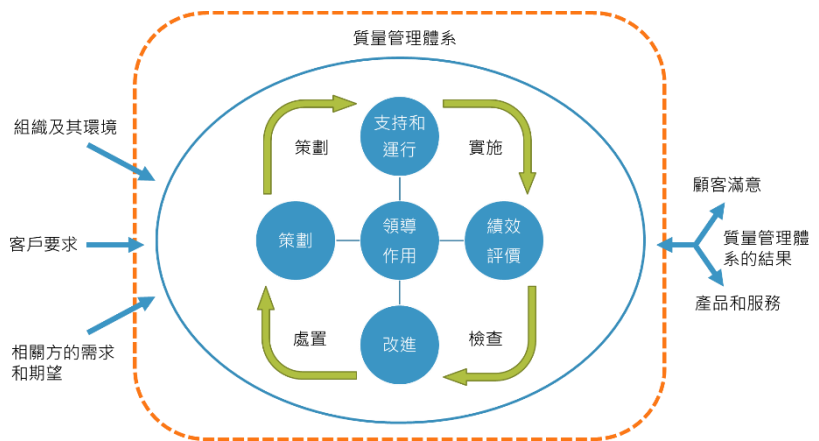 質量管理體系
組織及其環境
客戶要求
相關方的需求
和期望
策劃
支持和
運行
實施
策劃
領導
作用
績效
評價
處置
改進
檢查
顧客滿意
質量管理體
系的結果
產品和服務